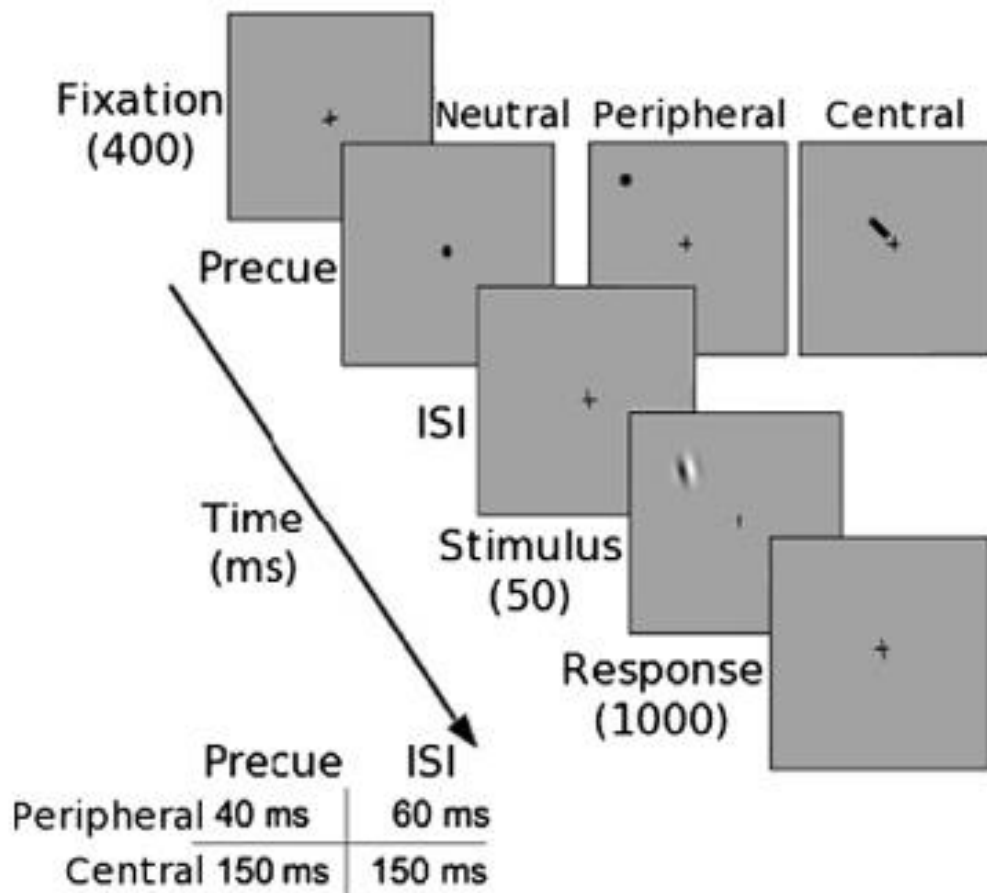 Fixation
(400)
Neutral Peripheral Central
Precue
ISI
Time
(ms)
Stimulus
(50)
Response
(1000)
Precue ISI
Peripheral 40 ms 60 ms
Central 150 ms 150 ms